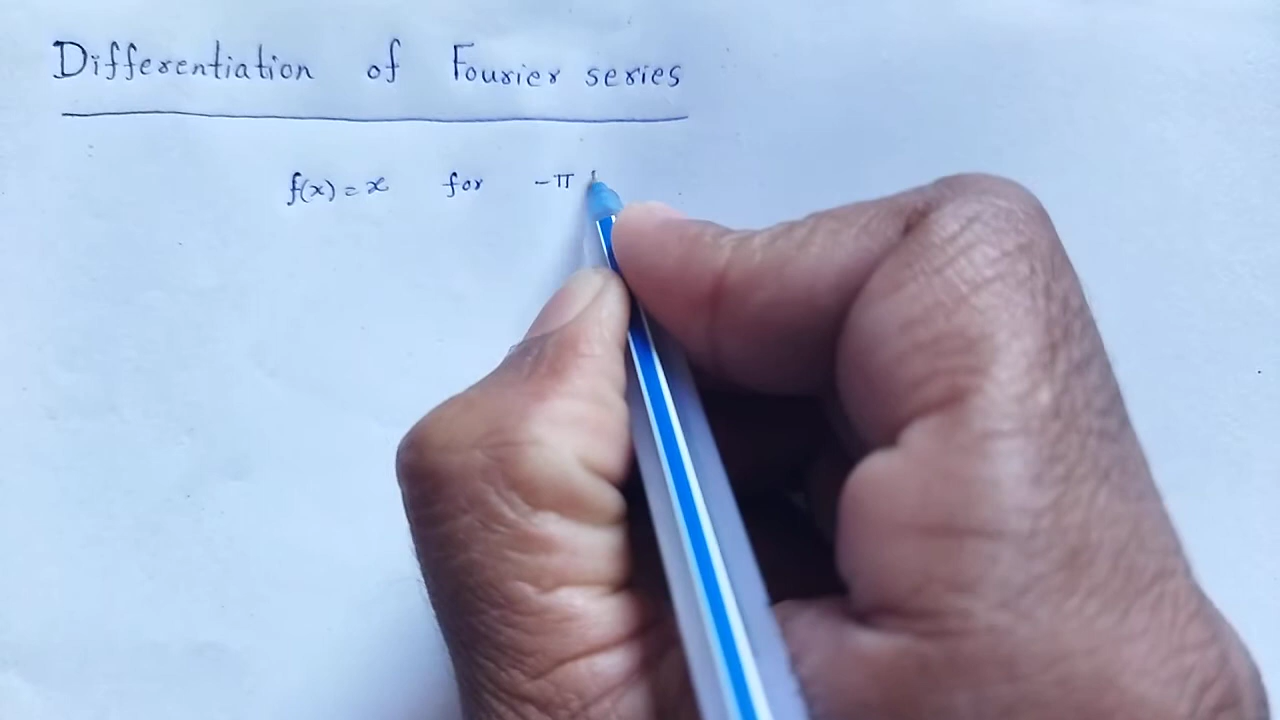 Differentiation of Fourier series
f(x) = x for -π